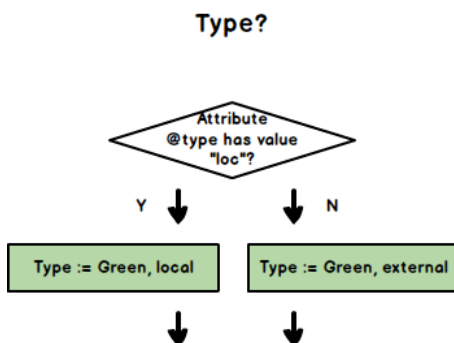 Type?
Attribute
@type has value
"loc"?
Y
N
Type := Green, local
Type := Green, external